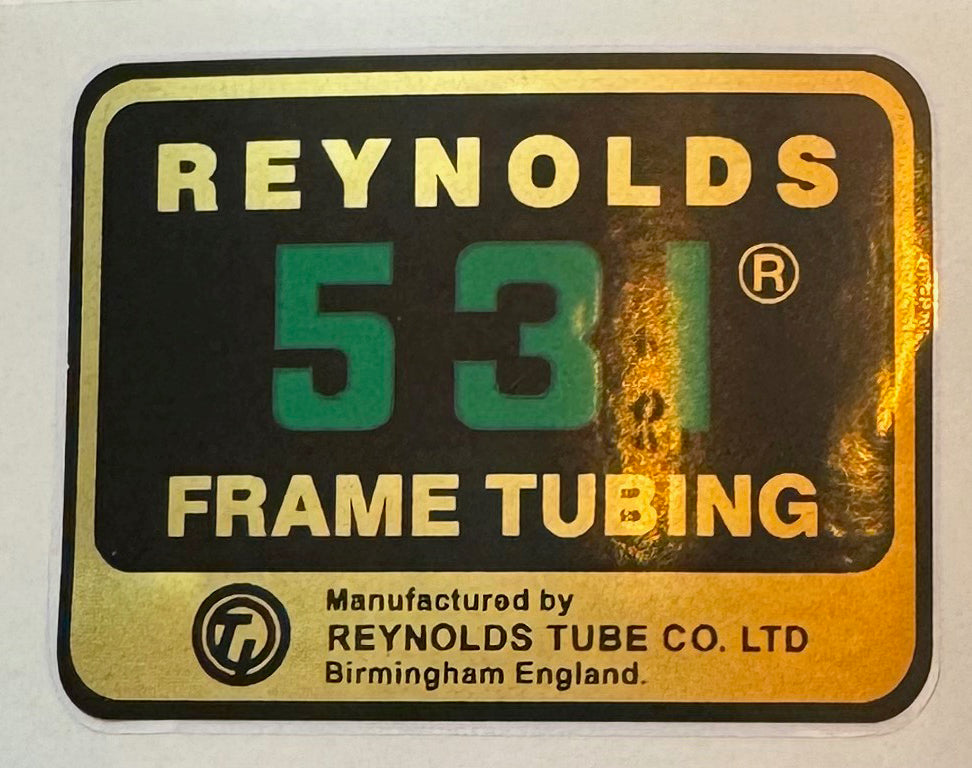 REYNOLDS
531®
FRAME TUBING
Manufactured by
REYNOLDS TUBE CO. LTD
Birmingham England.